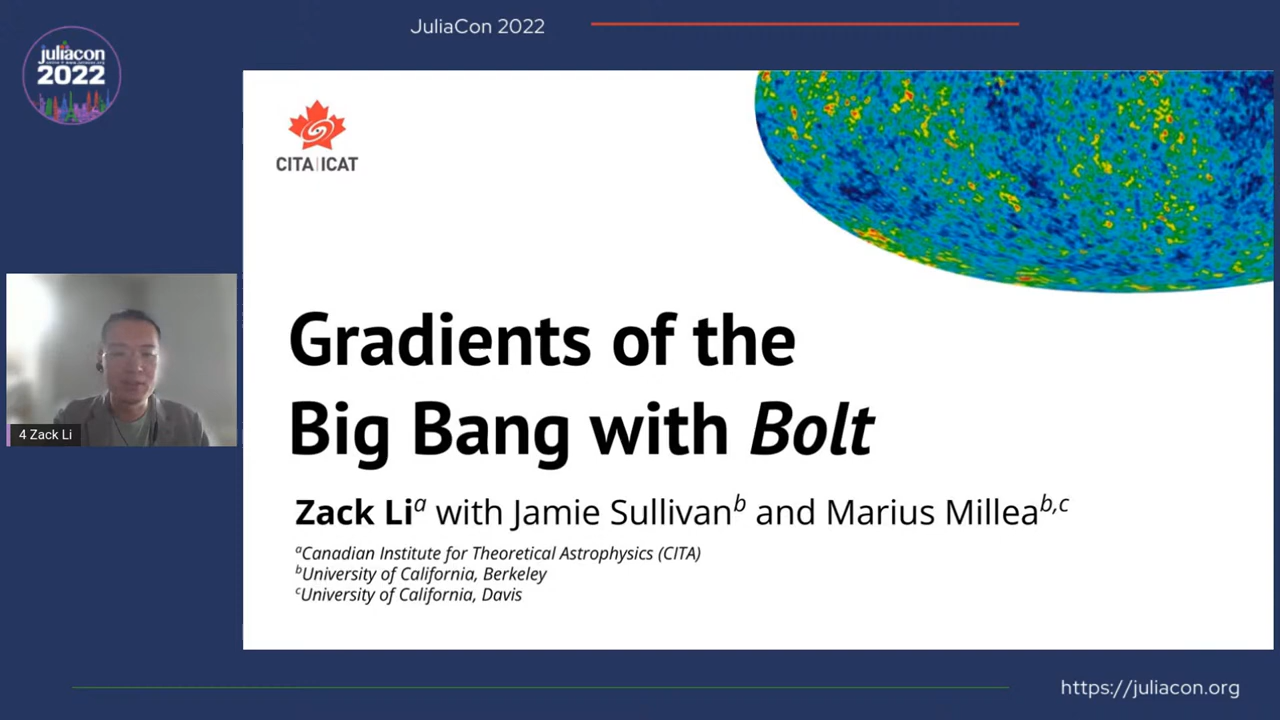 JuliaCon 2022
juliacon
2022
CITA|ICAT
Gradients of the
Big Bang with Bolt
Zack Liᵃ with Jamie Sullivanᵇ and Marius Milleaᵇ,ᶜ
ᵃCanadian Institute for Theoretical Astrophysics (CITA)
ᵇUniversity of California, Berkeley
ᶜUniversity of California, Davis
4 Zack Li
https://juliacon.org